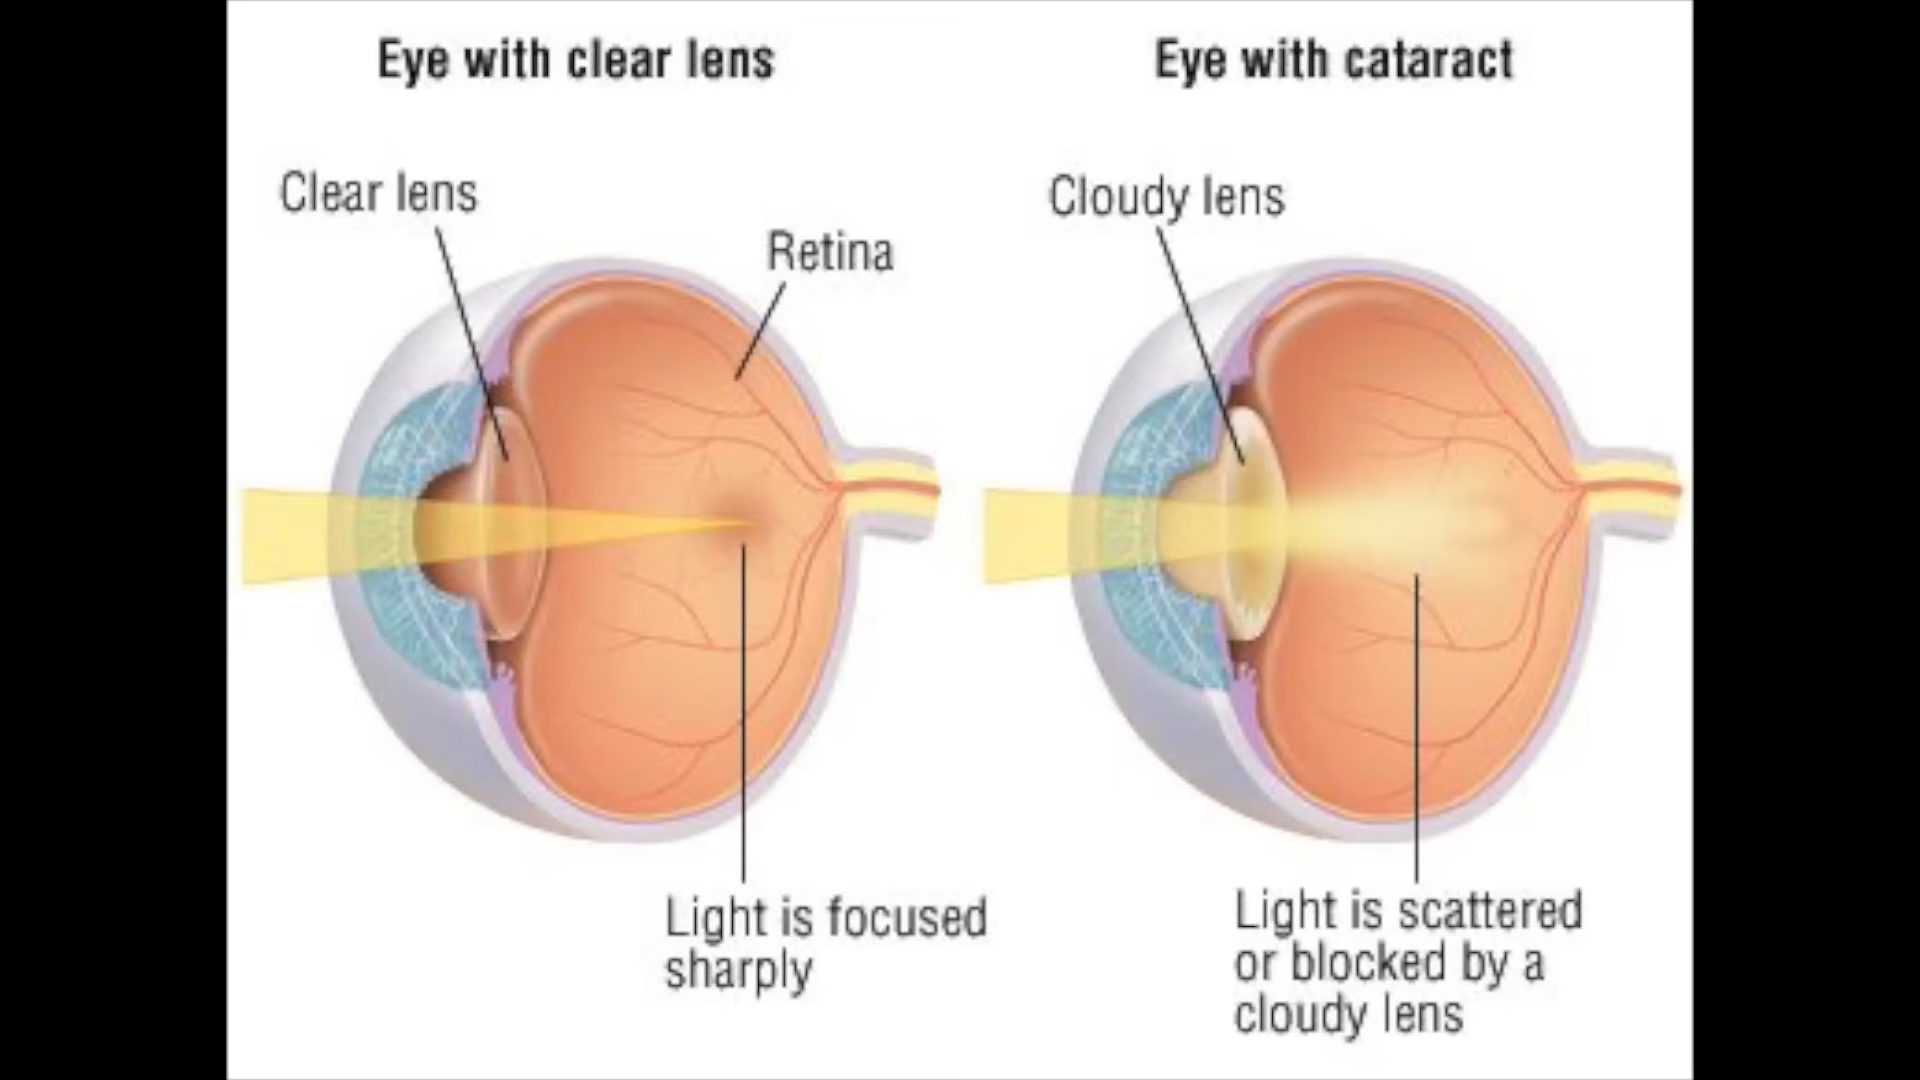 Eye with clear lens
Eye with cataract
Clear lens
Retina
Cloudy lens
Light is focused
sharply
Light is scattered
or blocked by a
cloudy lens